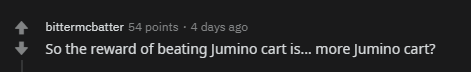 bittermcbatter 54 points · 4 days ago
So the reward of beating Jumino cart is... more Jumino cart?